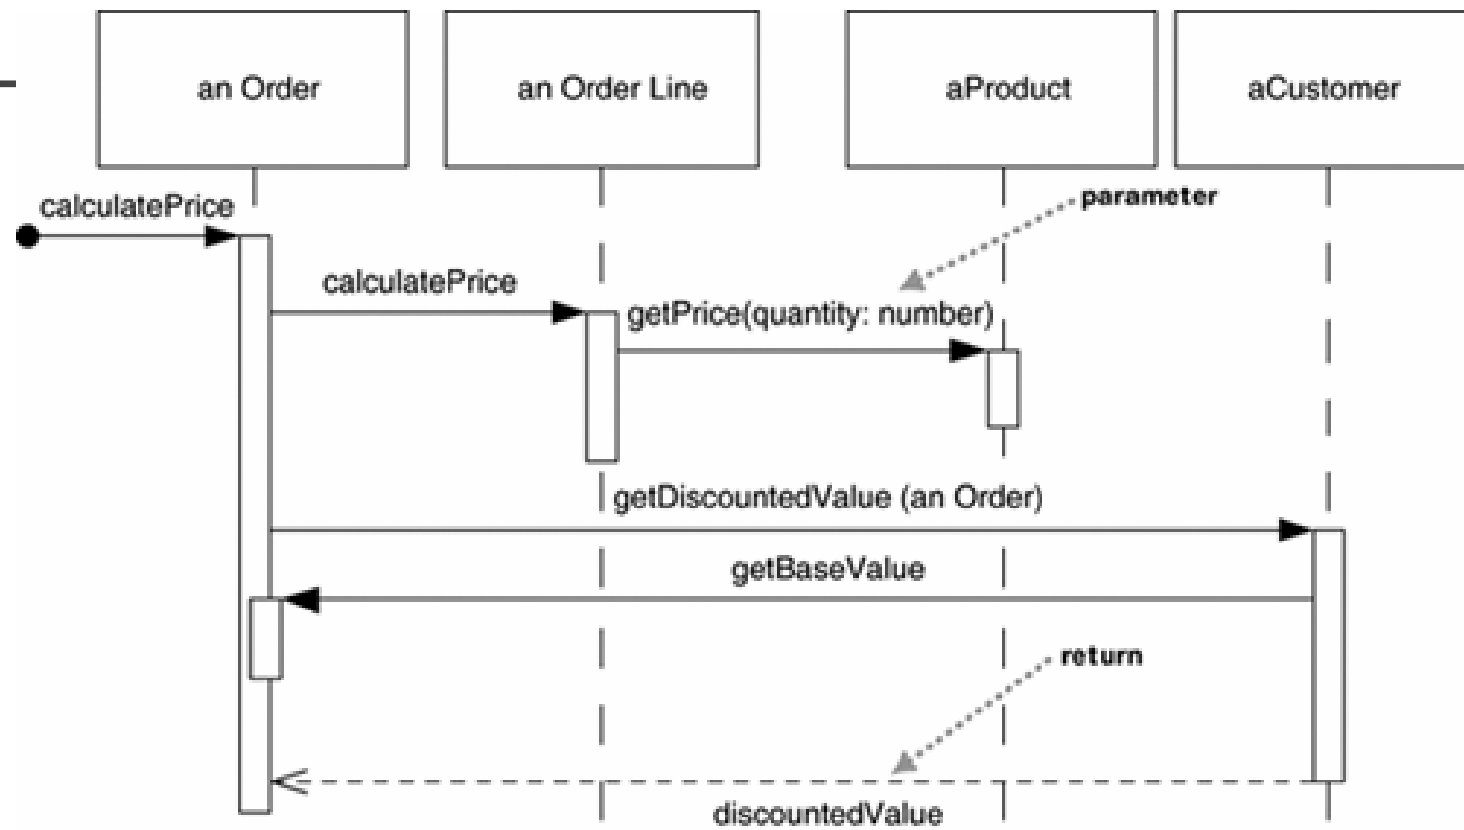 an Order
an Order Line
aProduct
aCustomer
calculatePrice
parameter
calculatePrice
getPrice(quantity: number)
getDiscountedValue (an Order)
getBaseValue
return
discountedValue